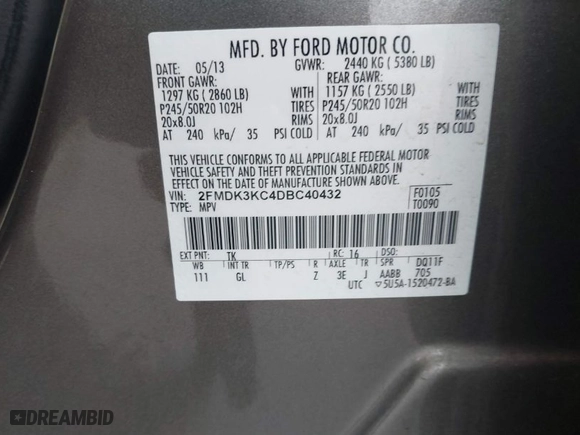 MFD. BY FORD MOTOR CO.
DATE: 05/13 GVWR: 2440 KG ( 5380 LB)
FRONT GAWR: REAR GAWR:
1297 KG ( 2860 LB) 1157 KG ( 2550 LB)
P245/50R20 102H TIRES P245/50R20 102H TIRES
20x8.0J RIMS 20x8.0J RIMS
AT 240 kPa/ 35 PSI COLD AT 240 kPa/ 35 PSI COLD
THIS VEHICLE CONFORMS TO ALL APPLICABLE FEDERAL MOTOR
VEHICLE SAFETY AND THEFT PREVENTION STANDARDS IN
EFFECT ON THE DATE OF MANUFACTURE SHOWN ABOVE.
VIN: 2FMDK3KC4DBC40432 F0105
TYPE: MPV T0090
EXT PNT: TK RC: 16 DSO:
WB INT TR TP/PS R AXLE TR SPR DQ11F
111 GL Z 3E J AABB 705
UTC ▽5U5A-1520472-BA
DREAMBID